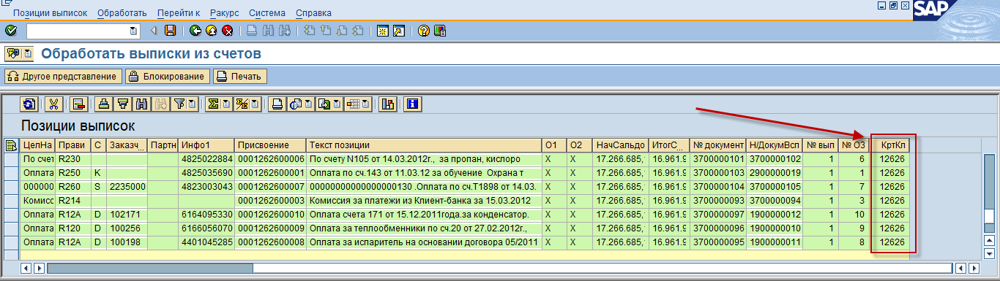 Позиции выписок Обработать Перейти к Ракурс Система Справка
SAP
Обработать выписки из счетов
Другое представление Блокирование Печать
Позиции выписок
ЦелНа Прави С Заказч... Партн Инфо1 Присвоение Текст позиции О1 О2 НачСальдо ИтогС... № документ Н/ДокумВсп № вып № ОЗ КртКл
По счет R230 4825022884 0001262600006 По счету N105 от 14.03.2012г., за пропан, кислоро X X 17.266.685, 16.961.9 3700000101 3700000102 1 6 12626
Оплата R250 K 4825035690 0001262600001 Оплата по сч.143 от 11.03.12 за обучение Охрана т X X 17.266.685, 16.961.9 3700000103 2900000019 1 1 12626
000000 R260 S 2235000 4823003043 0001262600007 00000000000000000130 .Оплата по сч.Т1898 от 14.03. X X 17.266.685, 16.961.9 3700000104 3700000105 1 7 12626
Комисс R214 0001262600003 Комиссия за платежи из Клиент-банка за 15.03.2012 X X 17.266.685, 16.961.9 3700000093 3700000094 1 3 12626
Оплата R12A D 102171 6164095330 0001262600010 Оплата счета 171 от 15.12.2011года.за конденсатор. X X 17.266.685, 16.961.9 3700000097 1900000012 1 10 12626
Оплата R120 D 100256 6166056070 0001262600009 Оплата за теплообменники по сч.20 от 27.02.2012г., X X 17.266.685, 16.961.9 3700000096 1900000010 1 9 12626
Оплата R12A D 100198 4401045285 0001262600008 Оплата за испаритель на основании договора 05/2011 X X 17.266.685, 16.961.9 3700000095 1900000011 1 8 12626